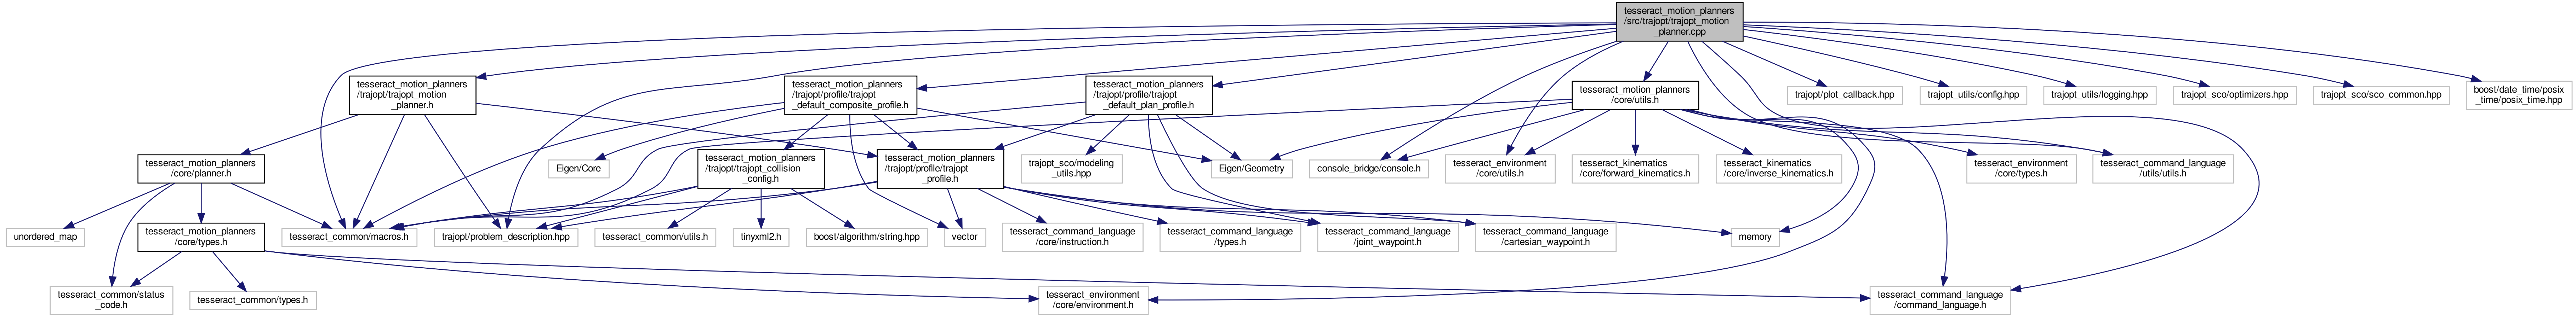 tesseract_motion_planners
/src/trajopt/trajopt_motion
_planner.cpp
tesseract_motion_planners
/trajopt/trajopt_motion
_planner.h
tesseract_motion_planners
/trajopt/profile/trajopt
_default_composite_profile.h
tesseract_motion_planners
/trajopt/profile/trajopt
_default_plan_profile.h
tesseract_motion_planners
/core/utils.h
trajopt/plot_callback.hpp
trajopt_utils/config.hpp
trajopt_utils/logging.hpp
trajopt_sco/optimizers.hpp
trajopt_sco/sco_common.hpp
boost/date_time/posix
_time/posix_time.hpp
tesseract_motion_planners
/core/planner.h
Eigen/Core
tesseract_motion_planners
/trajopt/trajopt_collision
_config.h
tesseract_motion_planners
/trajopt/profile/trajopt
_profile.h
trajopt_sco/modeling
_utils.hpp
Eigen/Geometry
console_bridge/console.h
tesseract_environment
/core/utils.h
tesseract_kinematics
/core/forward_kinematics.h
tesseract_kinematics
/core/inverse_kinematics.h
tesseract_environment
/core/types.h
tesseract_command_language
/utils/utils.h
unordered_map
tesseract_motion_planners
/core/types.h
tesseract_common/macros.h
trajopt/problem_description.hpp
tesseract_common/utils.h
tinyxml2.h
boost/algorithm/string.hpp
vector
tesseract_command_language
/core/instruction.h
tesseract_command_language
/types.h
tesseract_command_language
/joint_waypoint.h
tesseract_command_language
/cartesian_waypoint.h
memory
tesseract_common/status
_code.h
tesseract_common/types.h
tesseract_environment
/core/environment.h
tesseract_command_language
/command_language.h